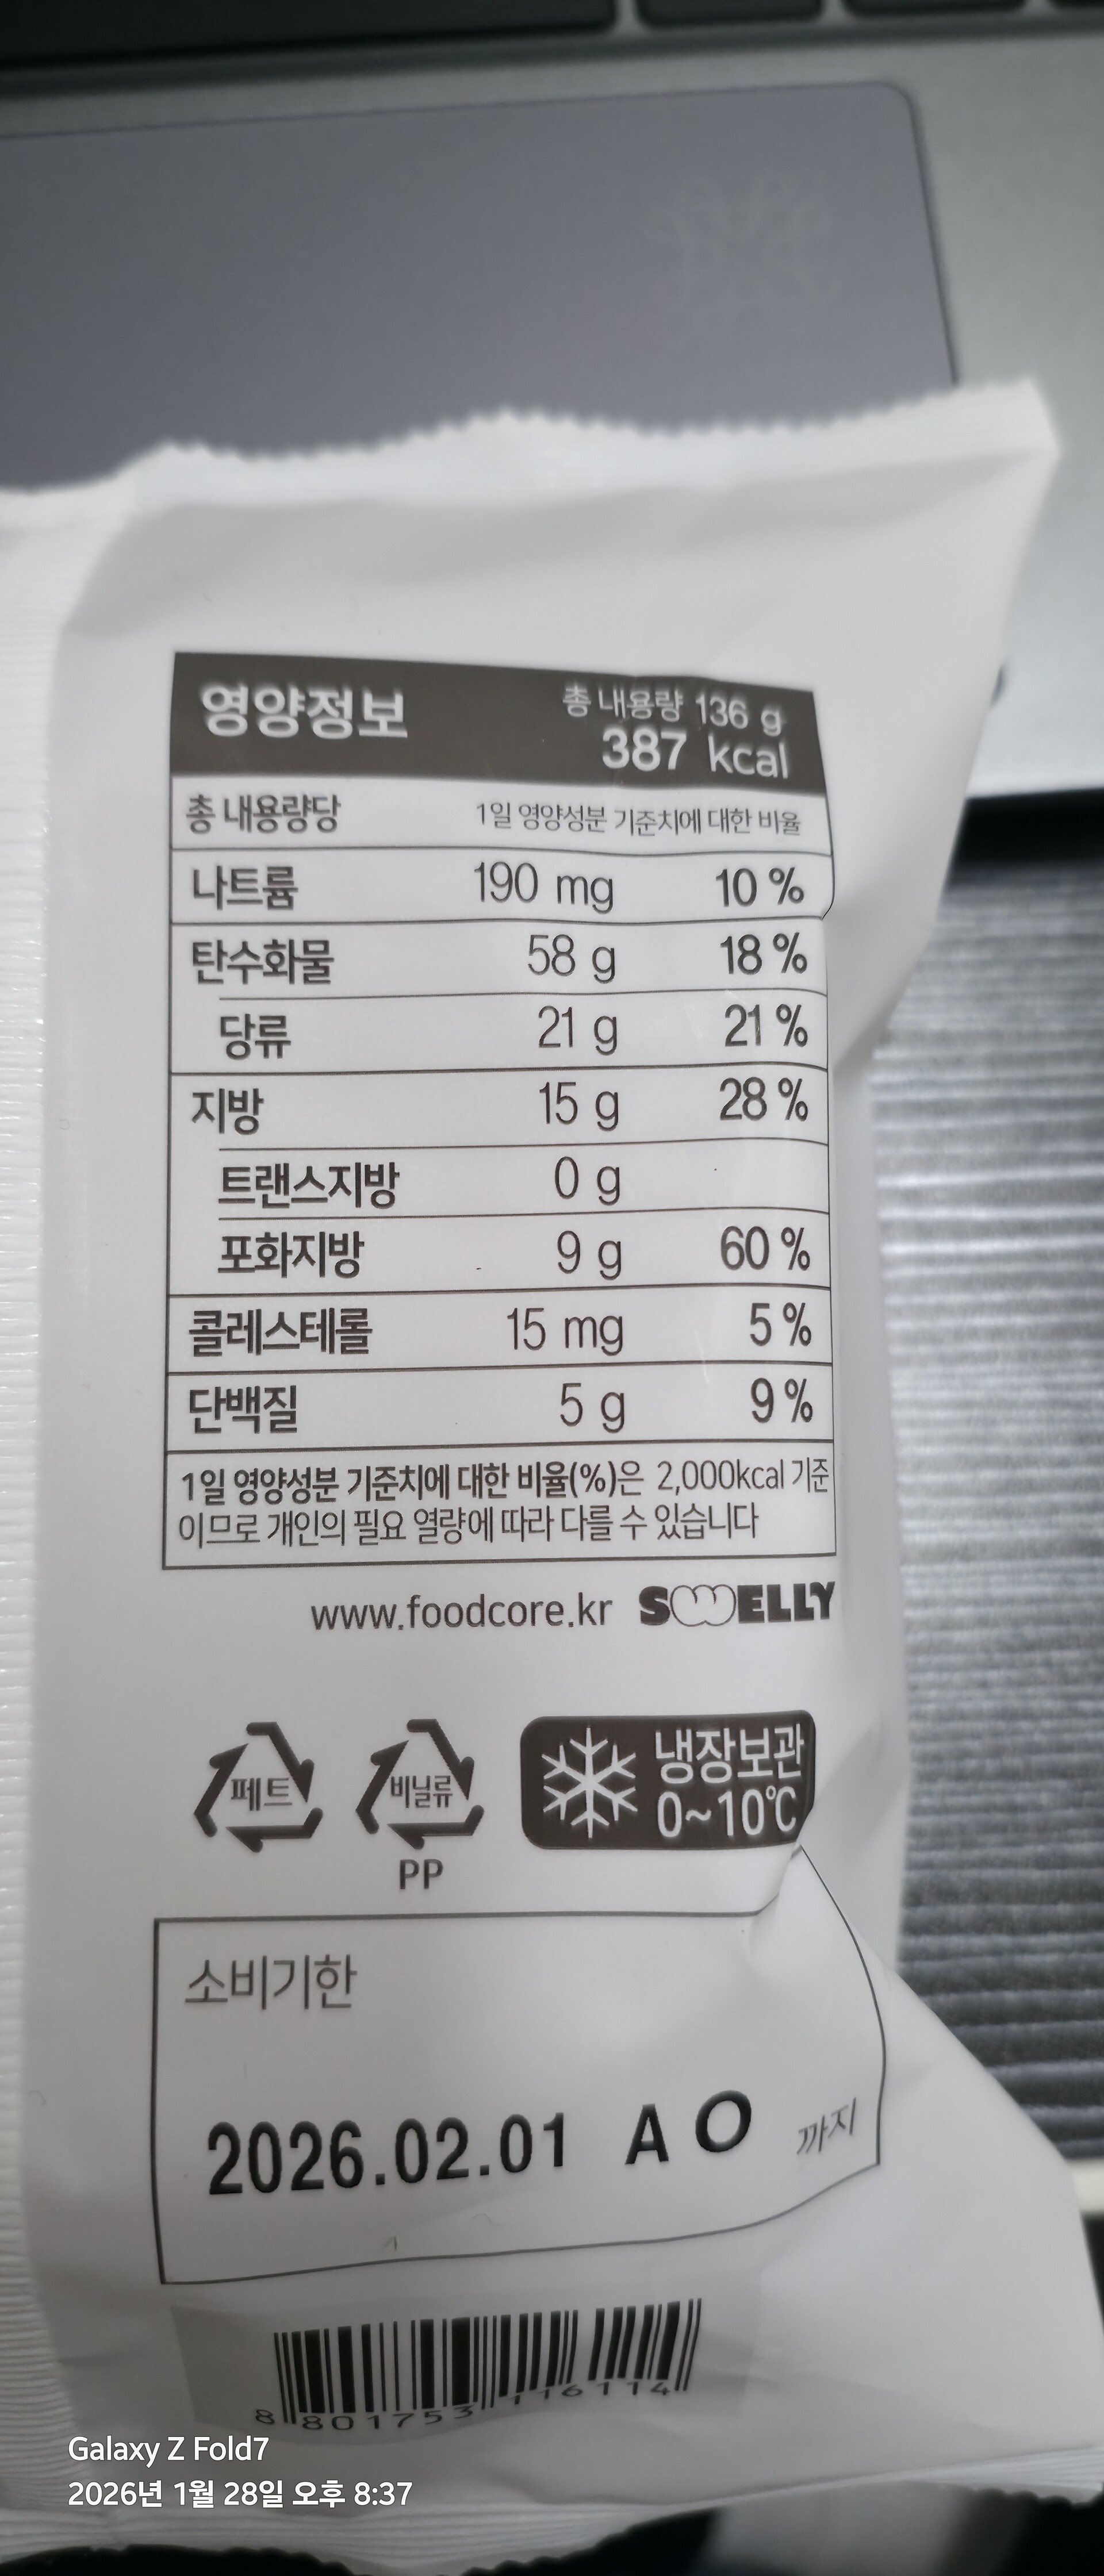 영양정보 총 내용량 136 g
387 kcal
총 내용량당 1일 영양성분 기준치에 대한 비율
나트륨 190 mg 10 %
탄수화물 58 g 18 %
당류 21 g 21 %
지방 15 g 28 %
트랜스지방 0 g
포화지방 9 g 60 %
콜레스테롤 15 mg 5 %
단백질 5 g 9 %
1일 영양성분 기준치에 대한 비율(%)은 2,000kcal 기준
이므로 개인의 필요 열량에 따라 다를 수 있습니다
www.foodcore.kr SWELLY
페트 비닐류 냉장보관
0~10℃
PP
소비기한
2026.02.01 A O 까지
8 801753 116114
Galaxy Z Fold7
2026년 1월 28일 오후 8:37